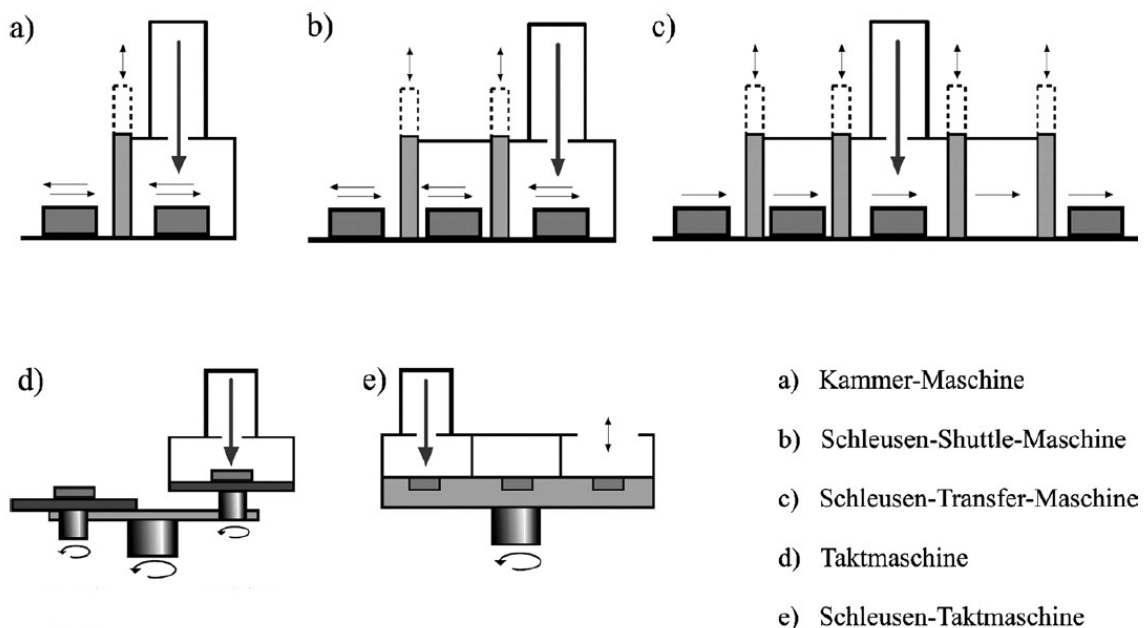 a)
b)
c)
d)
e)
a) Kammer-Maschine
b) Schleusen-Shuttle-Maschine
c) Schleusen-Transfer-Maschine
d) Taktmaschine
e) Schleusen-Taktmaschine